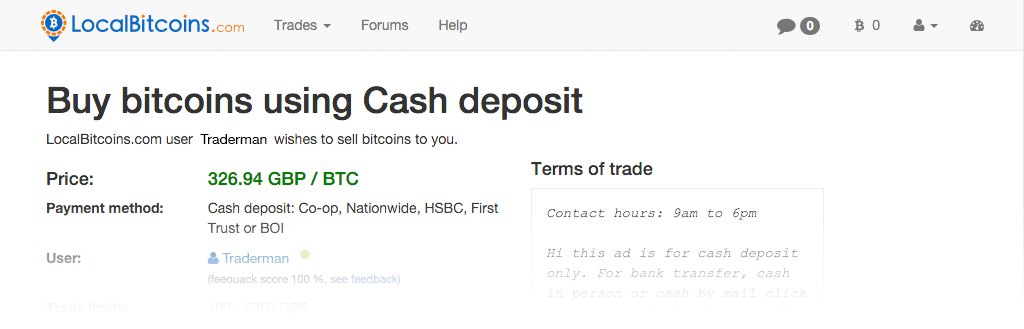 LocalBitcoins.com Trades Forums Help 0 0
Buy bitcoins using Cash deposit
LocalBitcoins.com user Traderman wishes to sell bitcoins to you.
Price: 326.94 GBP / BTC
Payment method: Cash deposit: Co-op, Nationwide, HSBC, First
Trust or BOI
User: Traderman
(feedback score 100 %, see feedback)
Trade limits: 100 - 5950 GBP
Terms of trade
Contact hours: 9am to 6pm
Hi this ad is for cash deposit
only. For bank transfer, cash
in person or cash by mail click